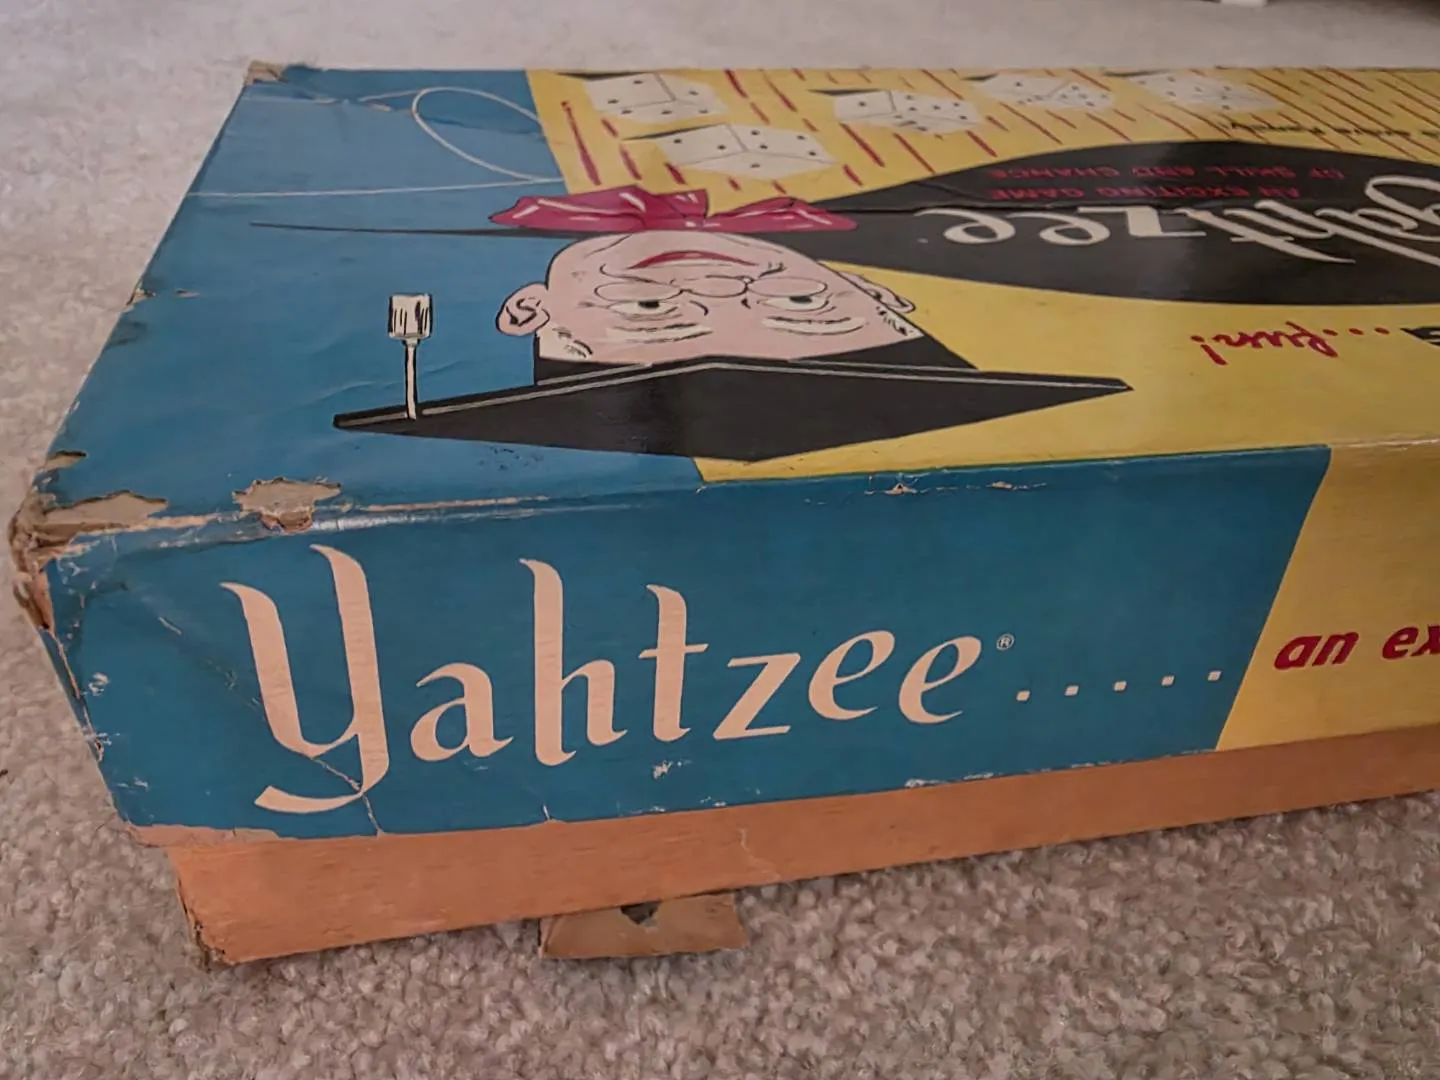 Yahtzee
AN EXCITING GAME
OF SKILL AND CHANCE
....fun!
Yahtzee®.....
an ex